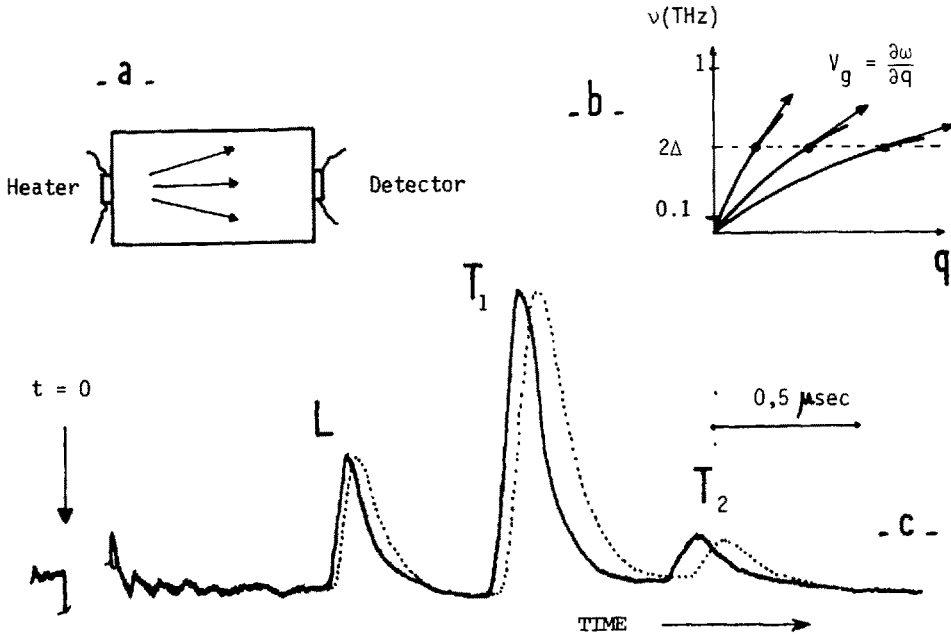 - a -
Heater
Detector
- b -
ν(THz)
1
2Δ
0.1
V_g = ∂ω/∂q
q
t = 0
L
T_1
T_2
0,5 μsec
- c -
TIME